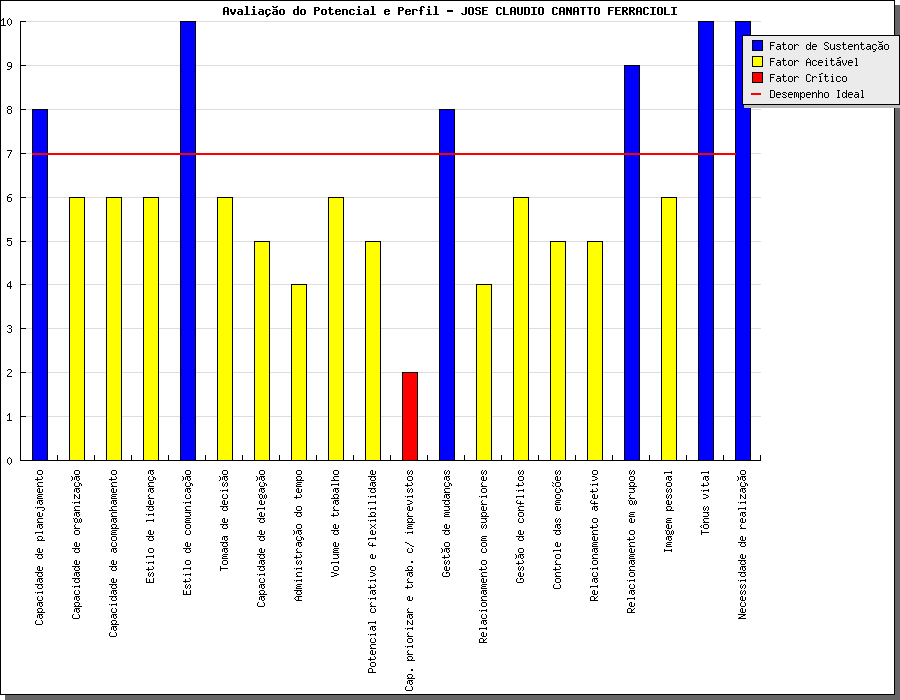 Avaliação do Potencial e Perfil - JOSE CLAUDIO CANATTO FERRACIOLI
10
9
8
7
6
5
4
3
2
1
0
Fator de Sustentação
Fator Aceitável
Fator Crítico
Desempenho Ideal
Capacidade de planejamento
Capacidade de organização
Capacidade de acompanhamento
Estilo de liderança
Estilo de comunicação
Tomada de decisão
Capacidade de delegação
Administração do tempo
Volume de trabalho
Potencial criativo e flexibilidade
Cap. priorizar e trab. c/ imprevistos
Gestão de mudanças
Relacionamento com superiores
Gestão de conflitos
Controle das emoções
Relacionamento afetivo
Relacionamento em grupos
Imagem pessoal
Tônus vital
Necessidade de realização